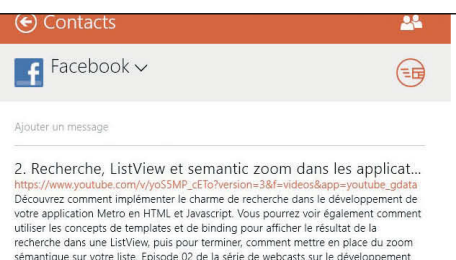 Contacts
Facebook
Ajouter un message
2. Recherche, ListView et semantic zoom dans les applicat...
https://www.youtube.com/v/yoS5MP_cETo?version=3&f=videos&app=youtube_gdata
Découvrez comment implémenter le charme de recherche dans le développement de
votre application Metro en HTML et Javascript. Vous pourrez voir également comment
utiliser les concepts de templates et de binding pour afficher le résultat de la
recherche dans une ListView, puis pour terminer, comment mettre en place du zoom
sémantique sur votre liste. Episode 02 de la série de webcasts sur le développement